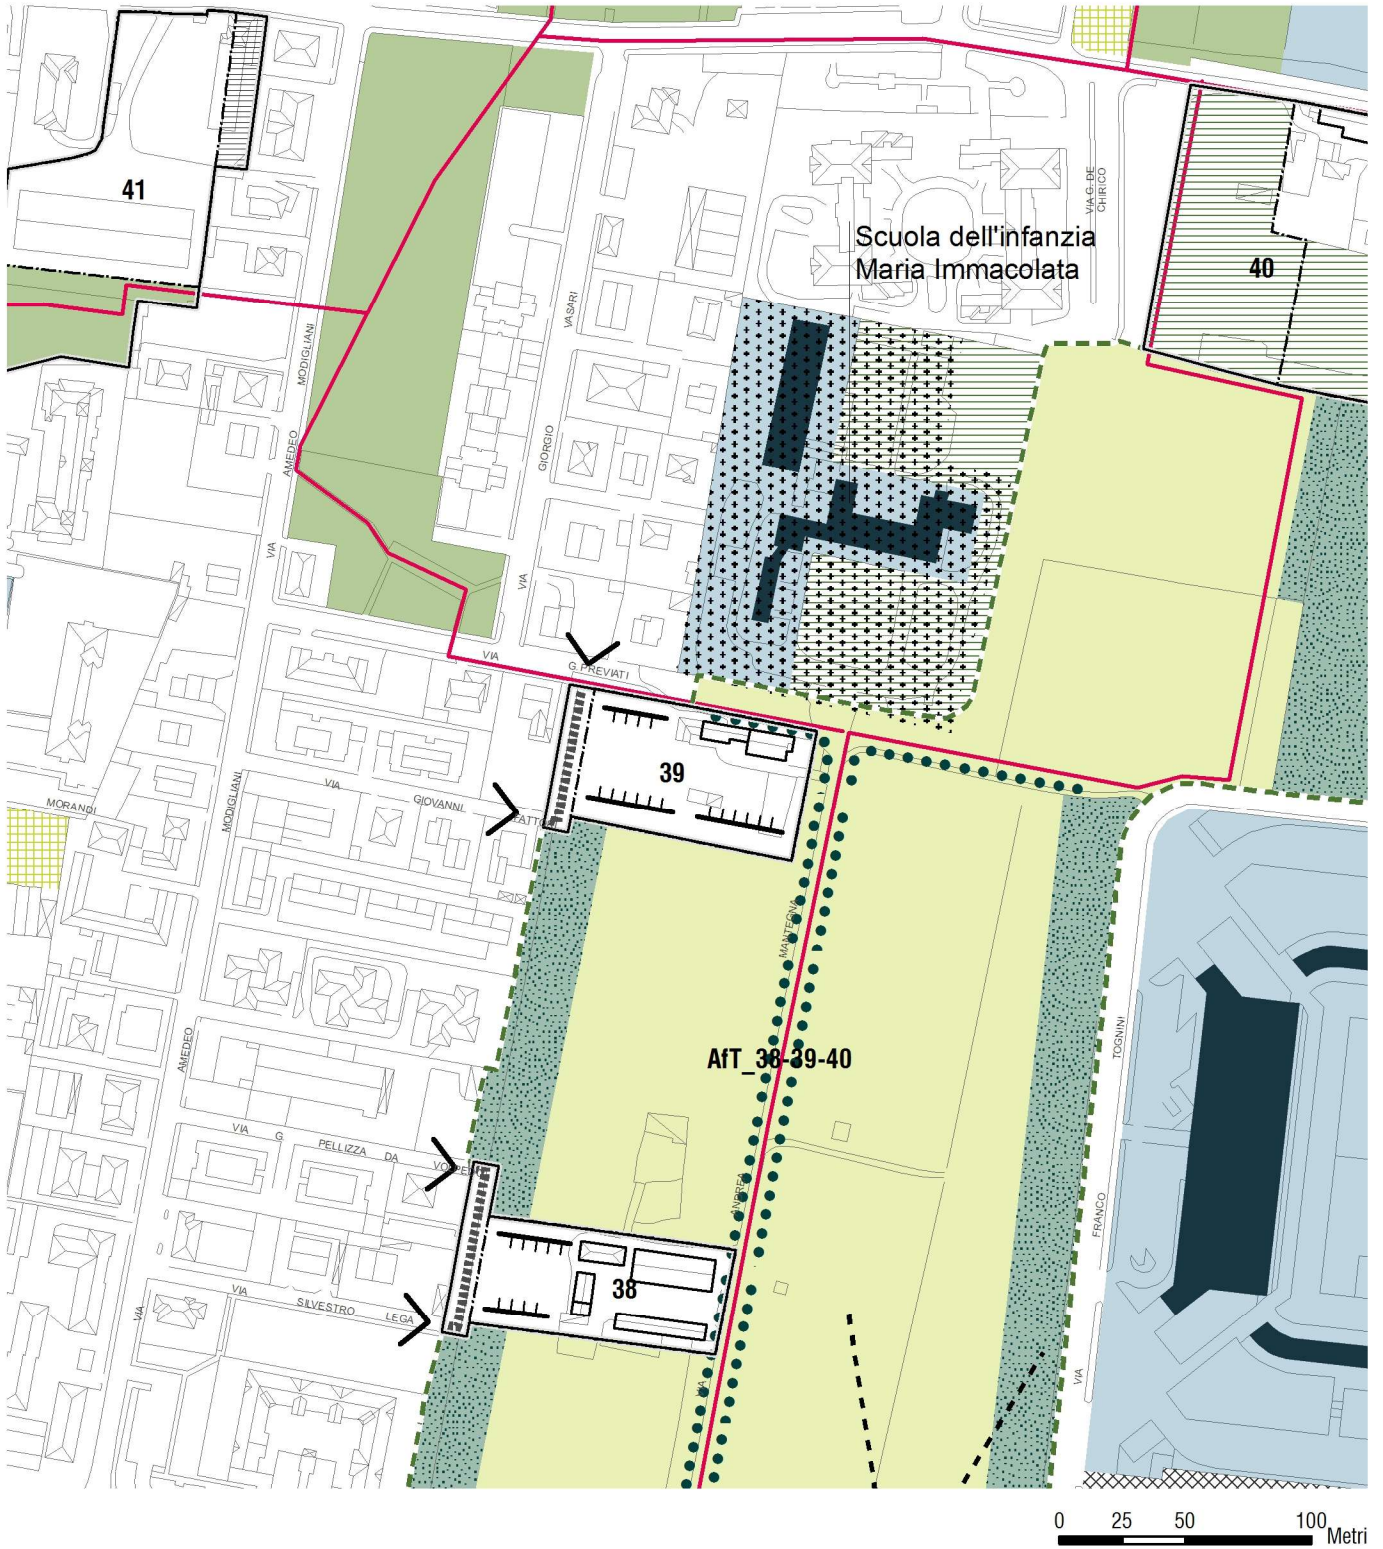 41
VIA G. DE
CHIRICO
Scuola dell'infanzia
Maria Immacolata
40
VASARI
MODIGLIANI
GIORGIO
AMEDEO
VIA
VIA
VIA
G. PREVIATI
39
VIA
GIOVANNI
FATTORI
MORANDI
MODIGLIANI
MANTEGNA
TOGNINI
AMEDEO
AfT_38-39-40
VIA
G.
PELLIZZA
DA
VOLPEDO
ANDREA
FRANCO
VIA
SILVESTRO
LEGA
38
VIA
VIA
VIA
0
25
50
100
Metri